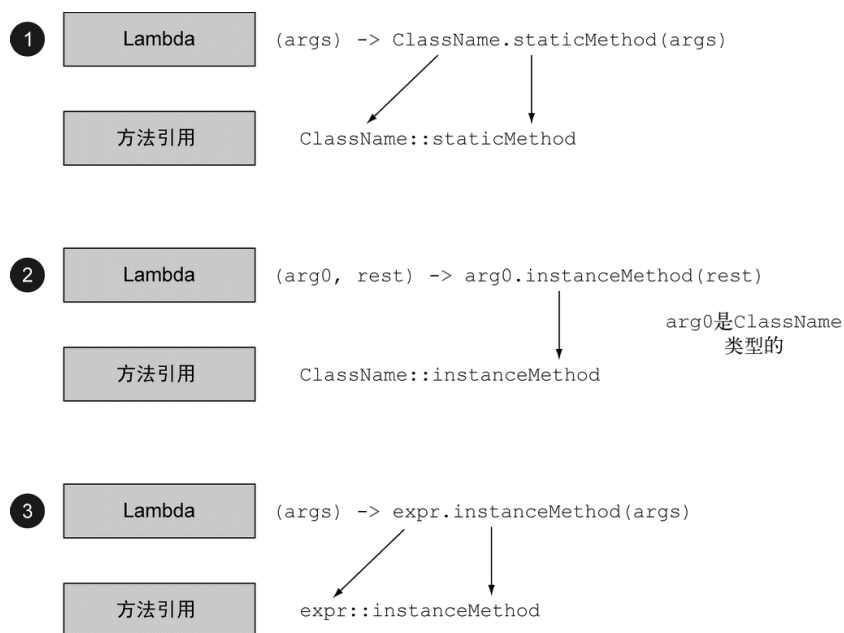 1 Lambda (args) -> ClassName.staticMethod(args)
方法引用 ClassName::staticMethod
2 Lambda (arg0, rest) -> arg0.instanceMethod(rest)
arg0是ClassName
类型的
方法引用 ClassName::instanceMethod
3 Lambda (args) -> expr.instanceMethod(args)
方法引用 expr::instanceMethod